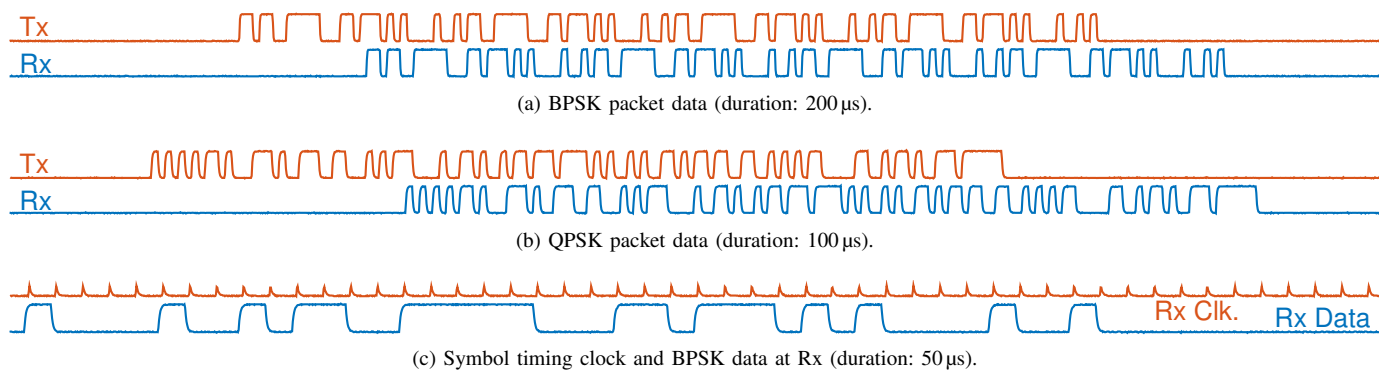 Tx
Rx
(a) BPSK packet data (duration: 200 µs).
Tx
Rx
(b) QPSK packet data (duration: 100 µs).
Rx Clk.
Rx Data
(c) Symbol timing clock and BPSK data at Rx (duration: 50 µs).